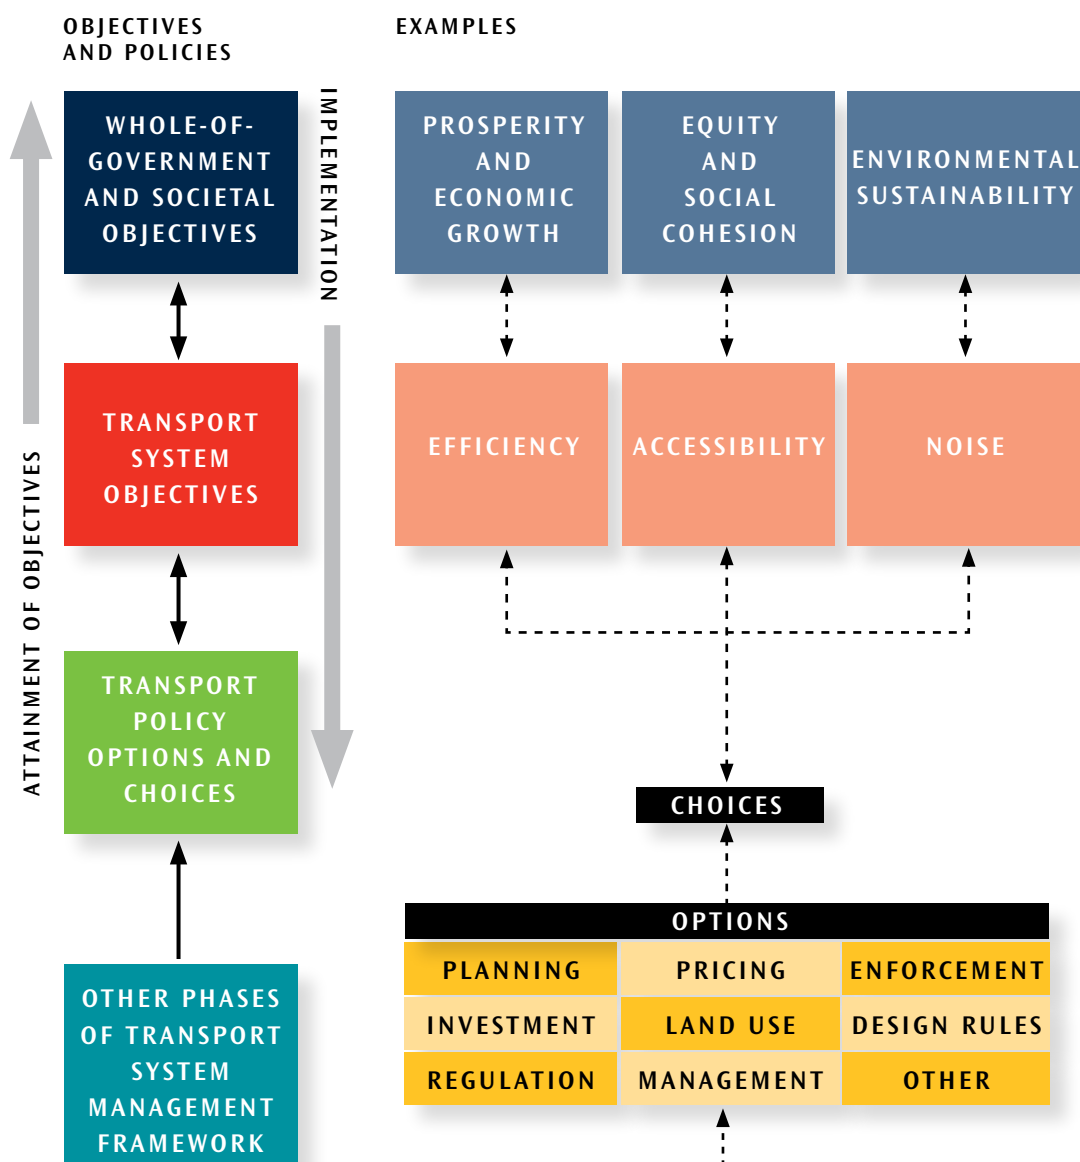 OBJECTIVES
AND POLICIES
EXAMPLES
WHOLE-OF-
GOVERNMENT
AND SOCIETAL
OBJECTIVES
IMPLEMENTATION
PROSPERITY
AND
ECONOMIC
GROWTH
EQUITY
AND
SOCIAL
COHESION
ENVIRONMENTAL
SUSTAINABILITY
TRANSPORT
SYSTEM
OBJECTIVES
EFFICIENCY
ACCESSIBILITY
NOISE
ATTAINMENT OF OBJECTIVES
TRANSPORT
POLICY
OPTIONS AND
CHOICES
CHOICES
OPTIONS
PLANNING
PRICING
ENFORCEMENT
INVESTMENT
LAND USE
DESIGN RULES
REGULATION
MANAGEMENT
OTHER
OTHER PHASES
OF TRANSPORT
SYSTEM
MANAGEMENT
FRAMEWORK